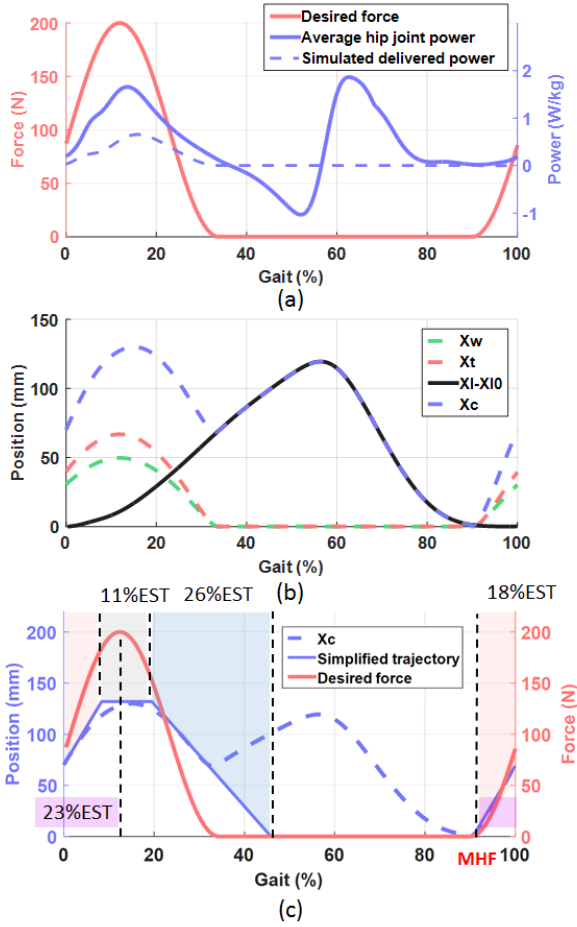 200
150
100
50
0
Force (N)
Desired force
Average hip joint power
Simulated delivered power
2
1
0
-1
Power (W/kg)
0 20 40 60 80 100
Gait (%)
(a)
150
100
50
0
Position (mm)
Xw
Xt
Xl-Xl0
Xc
0 20 40 60 80 100
Gait (%)
(b)
11%EST 26%EST 18%EST
200
150
100
50
0
Position (mm)
Xc
Simplified trajectory
Desired force
200
150
100
50
0
Force (N)
23%EST
MHF
0 20 40 60 80 100
Gait (%)
(c)